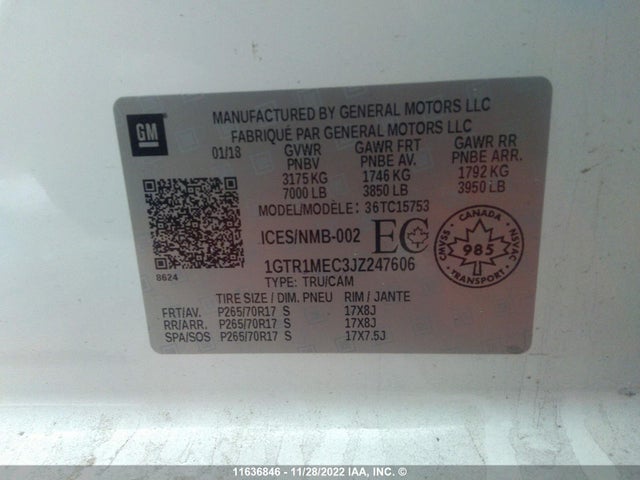 MANUFACTURED BY GENERAL MOTORS LLC
FABRIQUÉ PAR GENERAL MOTORS LLC
GM
01/18 GVWR GAWR FRT GAWR RR
PNBV PNBE AV. PNBE ARR.
3175 KG 1746 KG 1792 KG
7000 LB 3850 LB 3950 LB
MODEL/MODÈLE: 36TC15753
ICES/NMB-002 EC
CANADA
CMVSS 985 NSVAC
TRANSPORT
8624
1GTR1MEC3JZ247606
TYPE: TRU/CAM
TIRE SIZE / DIM. PNEU RIM / JANTE
FRT/AV. P265/70R17 S 17X8J
RR/ARR. P265/70R17 S 17X8J
SPA/SOS P265/70R17 S 17X7.5J
11636846 - 11/28/2022 IAA, INC. ©